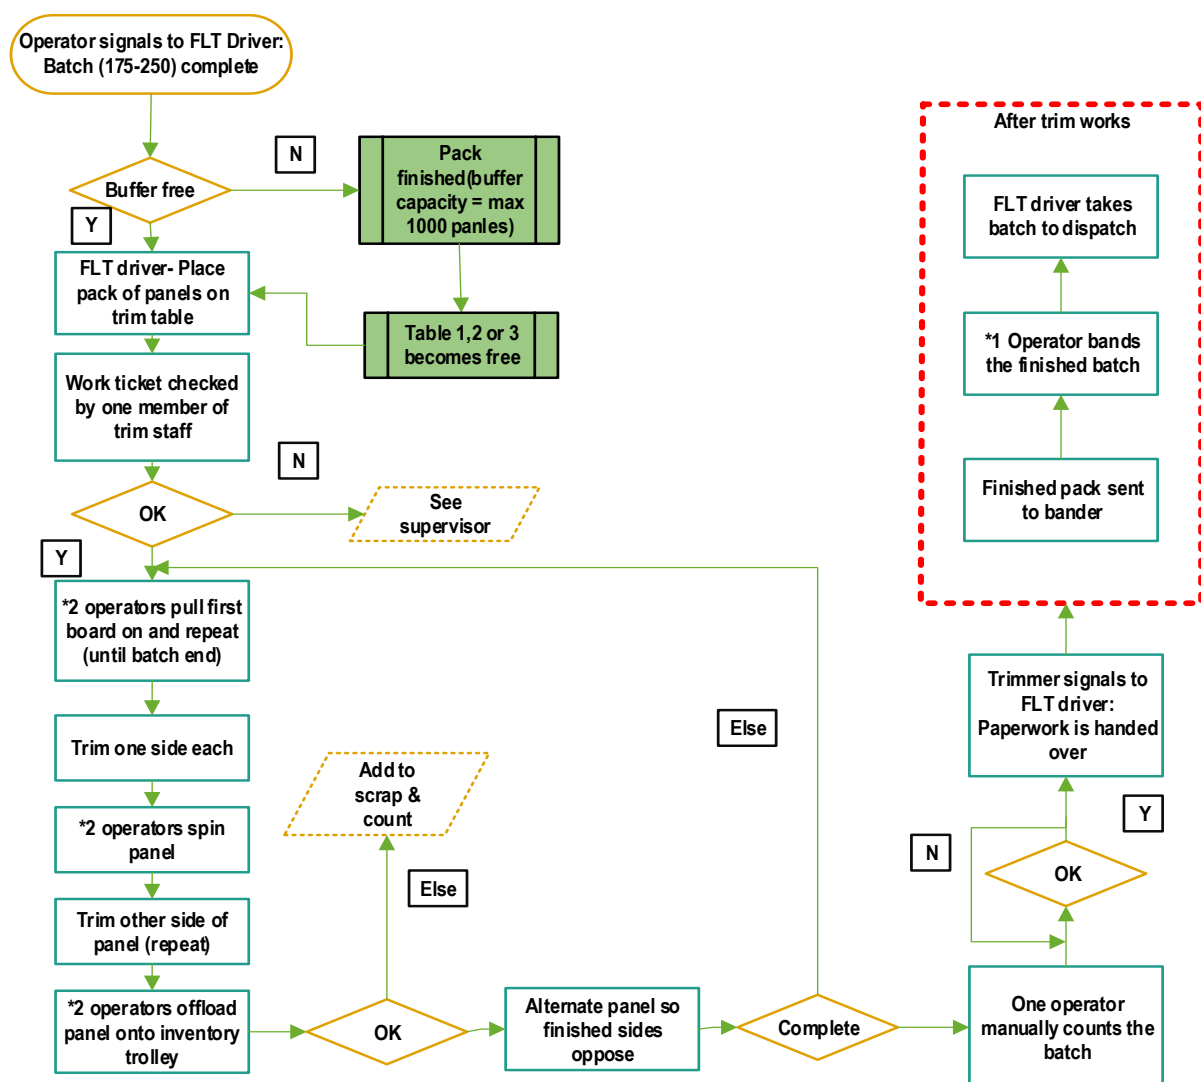 Operator signals to FLT Driver:
Batch (175-250) complete
Buffer free
N
Y
Pack
finished(buffer
capacity = max
1000 panles)
Table 1,2 or 3
becomes free
FLT driver- Place
pack of panels on
trim table
Work ticket checked
by one member of
trim staff
N
OK
See
supervisor
Y
*2 operators pull first
board on and repeat
(until batch end)
Trim one side each
*2 operators spin
panel
Trim other side of
panel (repeat)
*2 operators offload
panel onto inventory
trolley
OK
Else
Add to
scrap &
count
Alternate panel so
finished sides
oppose
Complete
Else
One operator
manually counts the
batch
OK
N
Y
Trimmer signals to
FLT driver:
Paperwork is handed
over
After trim works
FLT driver takes
batch to dispatch
*1 Operator bands
the finished batch
Finished pack sent
to bander